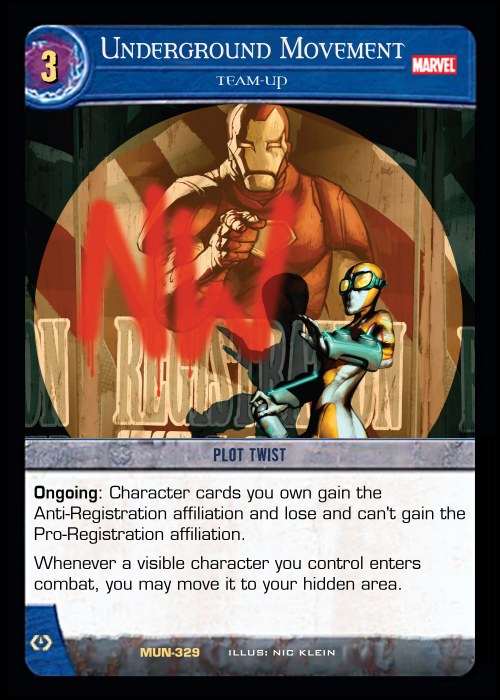 3
UNDERGROUND MOVEMENT
MARVEL
TEAM-UP
NW
ON REGISTRATION
PLOT TWIST
Ongoing: Character cards you own gain the
Anti-Registration affiliation and lose and can't gain the
Pro-Registration affiliation.
Whenever a visible character you control enters
combat, you may move it to your hidden area.
MUN-329 ILLUS: NIC KLEIN